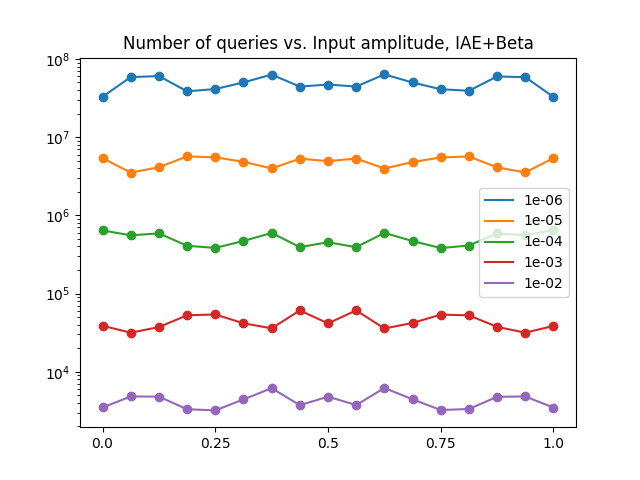 Number of queries vs. Input amplitude, IAE+Beta
10^8
10^7
10^6
10^5
10^4
1e-06
1e-05
1e-04
1e-03
1e-02
0.0
0.25
0.5
0.75
1.0